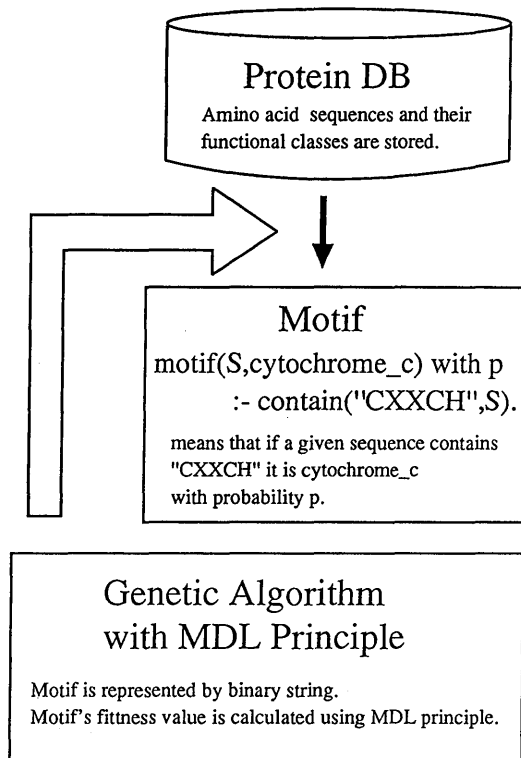 Protein DB
Amino acid sequences and their
functional classes are stored.
Motif
motif(S,cytochrome_c) with p
:- contain("CXXCH",S).
means that if a given sequence contains
"CXXCH" it is cytochrome_c
with probability p.
Genetic Algorithm
with MDL Principle
Motif is represented by binary string.
Motif's fittness value is calculated using MDL principle.